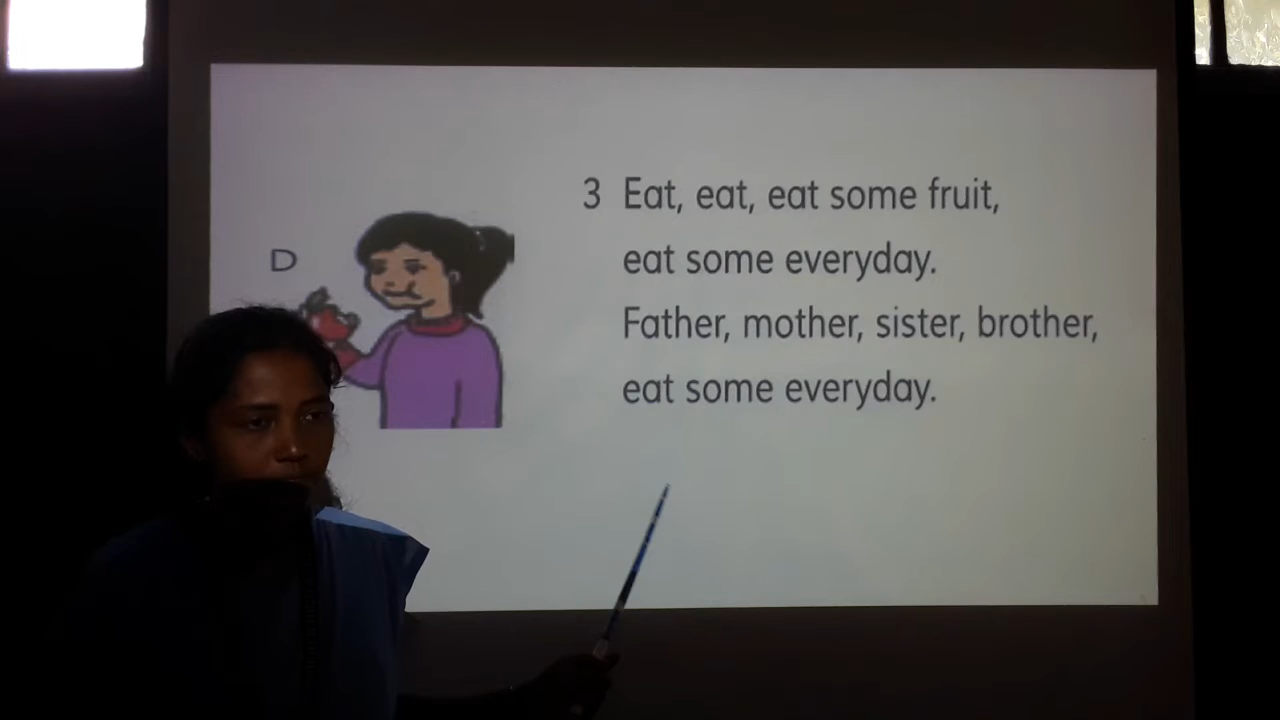 D
3 Eat, eat, eat some fruit,
eat some everyday.
Father, mother, sister, brother,
eat some everyday.